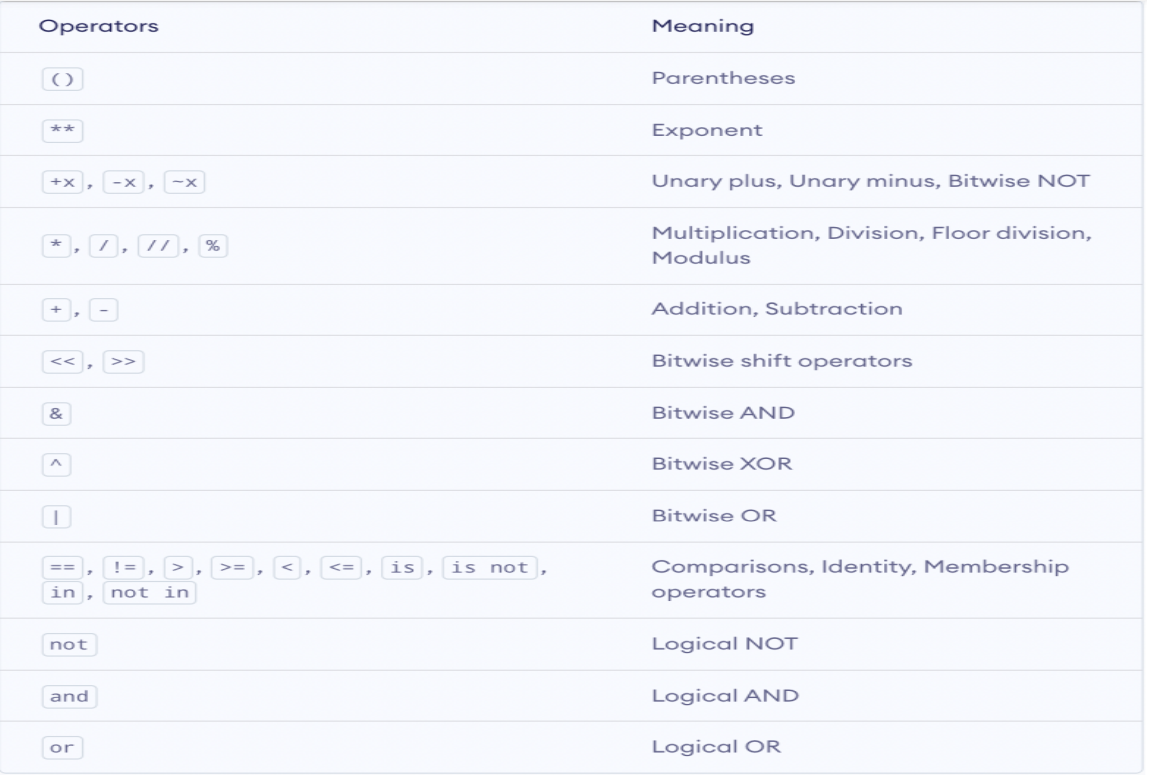 Operators Meaning
() Parentheses
** Exponent
+x, -x, ~x Unary plus, Unary minus, Bitwise NOT
*, /, //, % Multiplication, Division, Floor division,
Modulus
+, - Addition, Subtraction
<<, >> Bitwise shift operators
& Bitwise AND
^ Bitwise XOR
| Bitwise OR
==, !=, >, >=, <, <=, is, is not, Comparisons, Identity, Membership
in, not in operators
not Logical NOT
and Logical AND
or Logical OR